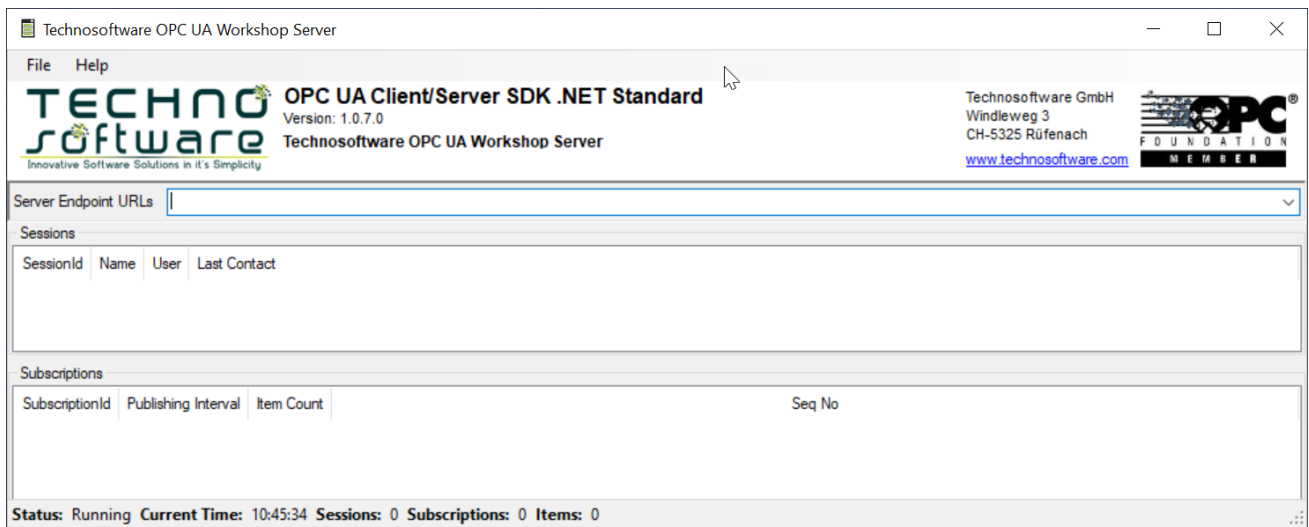 Technosoftware OPC UA Workshop Server
File Help
TECHNO
software
Innovative Software Solutions in it's Simplicity
OPC UA Client/Server SDK .NET Standard
Version: 1.0.7.0
Technosoftware OPC UA Workshop Server
Technosoftware GmbH
Windleweg 3
CH-5325 Rüfenach
www.technosoftware.com
OPC®
FOUNDATION
MEMBER
Server Endpoint URLs
Sessions
SessionId Name User Last Contact
Subscriptions
SubscriptionId Publishing Interval Item Count Seq No
Status: Running Current Time: 10:45:34 Sessions: 0 Subscriptions: 0 Items: 0